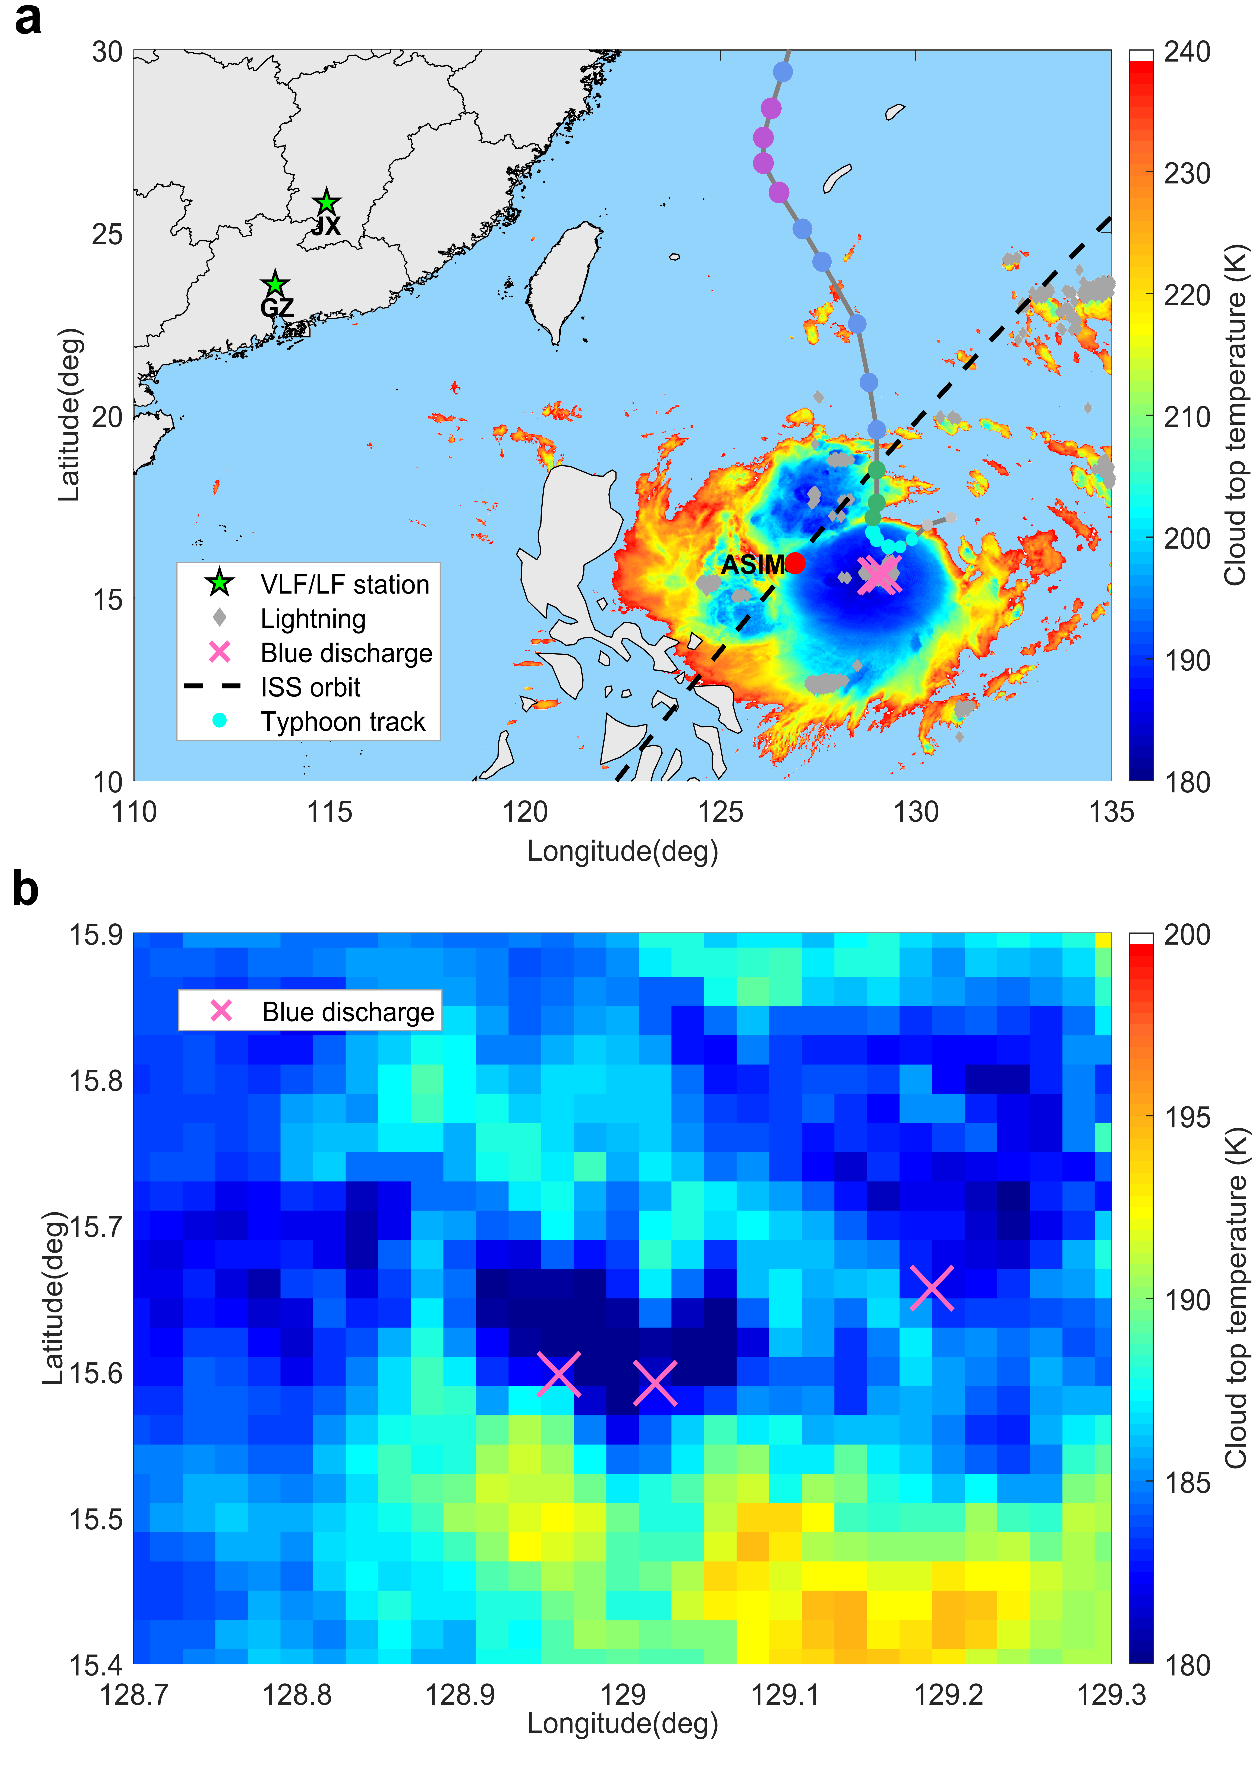 a
30
25
20
15
10
Latitude(deg)
110
115
120
125
130
135
Longitude(deg)
JX
GZ
ASIM
VLF/LF station
Lightning
Blue discharge
ISS orbit
Typhoon track
240
230
220
210
200
190
180
Cloud top temperature (K)
b
15.9
15.8
15.7
15.6
15.5
15.4
Latitude(deg)
128.7
128.8
128.9
129
129.1
129.2
129.3
Longitude(deg)
Blue discharge
200
195
190
185
180
Cloud top temperature (K)